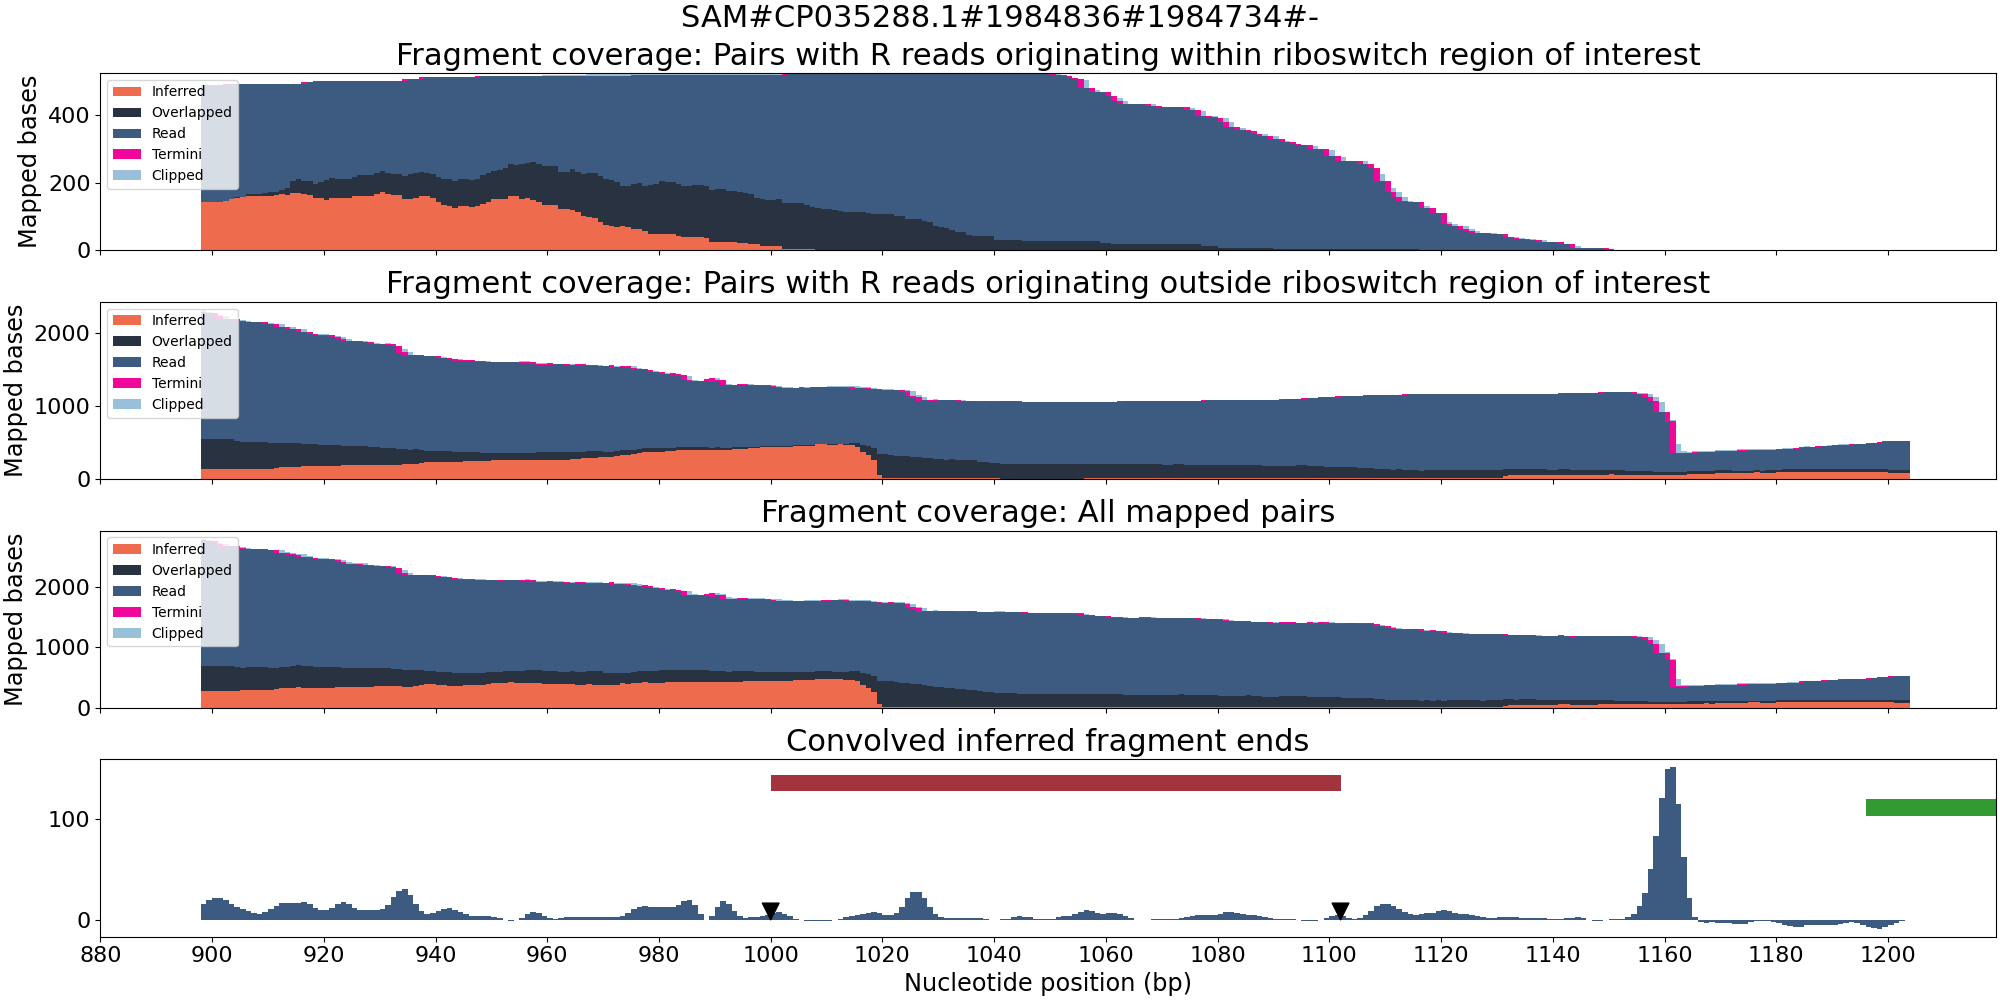 SAM#CP035288.1#1984836#1984734#-
Fragment coverage: Pairs with R reads originating within riboswitch region of interest
Mapped bases
400
200
0
Inferred
Overlapped
Read
Termini
Clipped
Fragment coverage: Pairs with R reads originating outside riboswitch region of interest
Mapped bases
2000
1000
0
Inferred
Overlapped
Read
Termini
Clipped
Fragment coverage: All mapped pairs
Mapped bases
2000
1000
0
Inferred
Overlapped
Read
Termini
Clipped
Convolved inferred fragment ends
100
0
880 900 920 940 960 980 1000 1020 1040 1060 1080 1100 1120 1140 1160 1180 1200
Nucleotide position (bp)